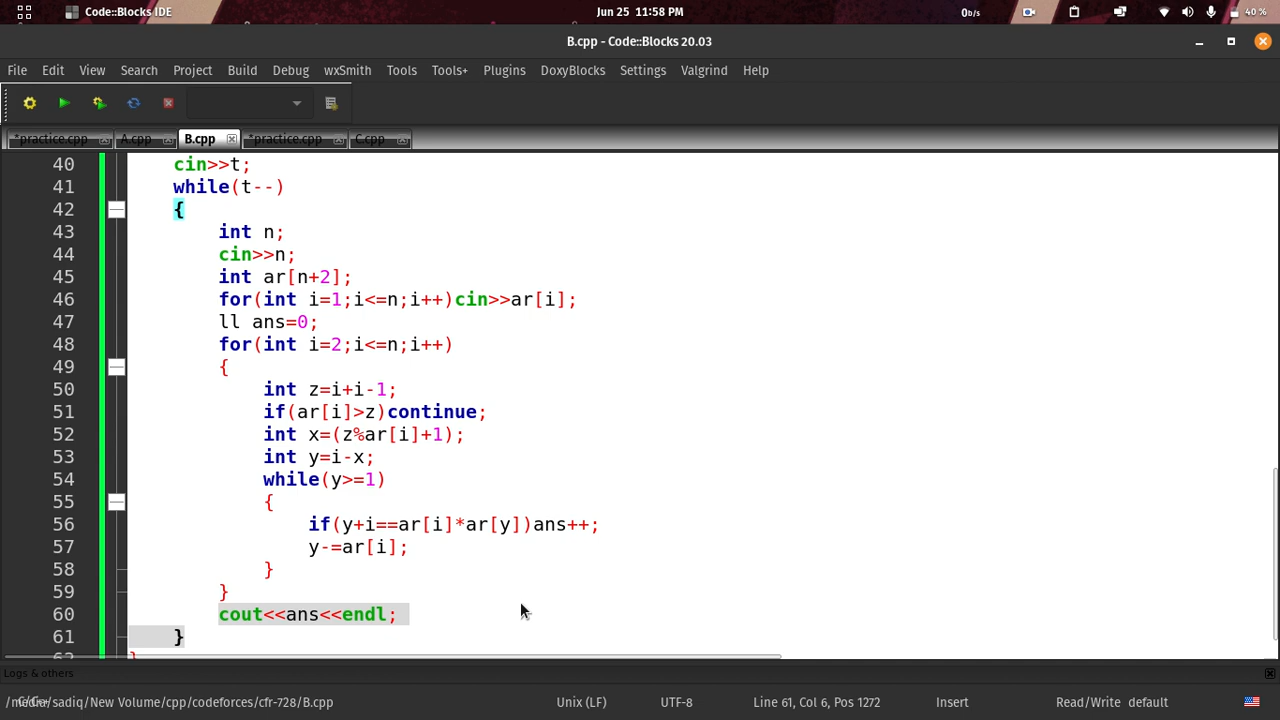 Code::Blocks IDE Jun 25 11:58 PM 0b/s 40 %
B.cpp - Code::Blocks 20.03
File Edit View Search Project Build Debug wxSmith Tools Tools+ Plugins DoxyBlocks Settings Valgrind Help
*practice.cpp A.cpp B.cpp *practice.cpp C.cpp
40 cin>>t;
41 while(t--)
42 {
43 int n;
44 cin>>n;
45 int ar[n+2];
46 for(int i=1;i<=n;i++)cin>>ar[i];
47 ll ans=0;
48 for(int i=2;i<=n;i++)
49 {
50 int z=i+i-1;
51 if(ar[i]>z)continue;
52 int x=(z%ar[i]+1);
53 int y=i-x;
54 while(y>=1)
55 {
56 if(y+i==ar[i]*ar[y])ans++;
57 y-=ar[i];
58 }
59 }
60 cout<<ans<<endl;
61 }
62 }
Logs & others
/media/sadiq/New Volume/cpp/codeforces/cfr-728/B.cpp Unix (LF) UTF-8 Line 61, Col 6, Pos 1272 Insert Read/Write default